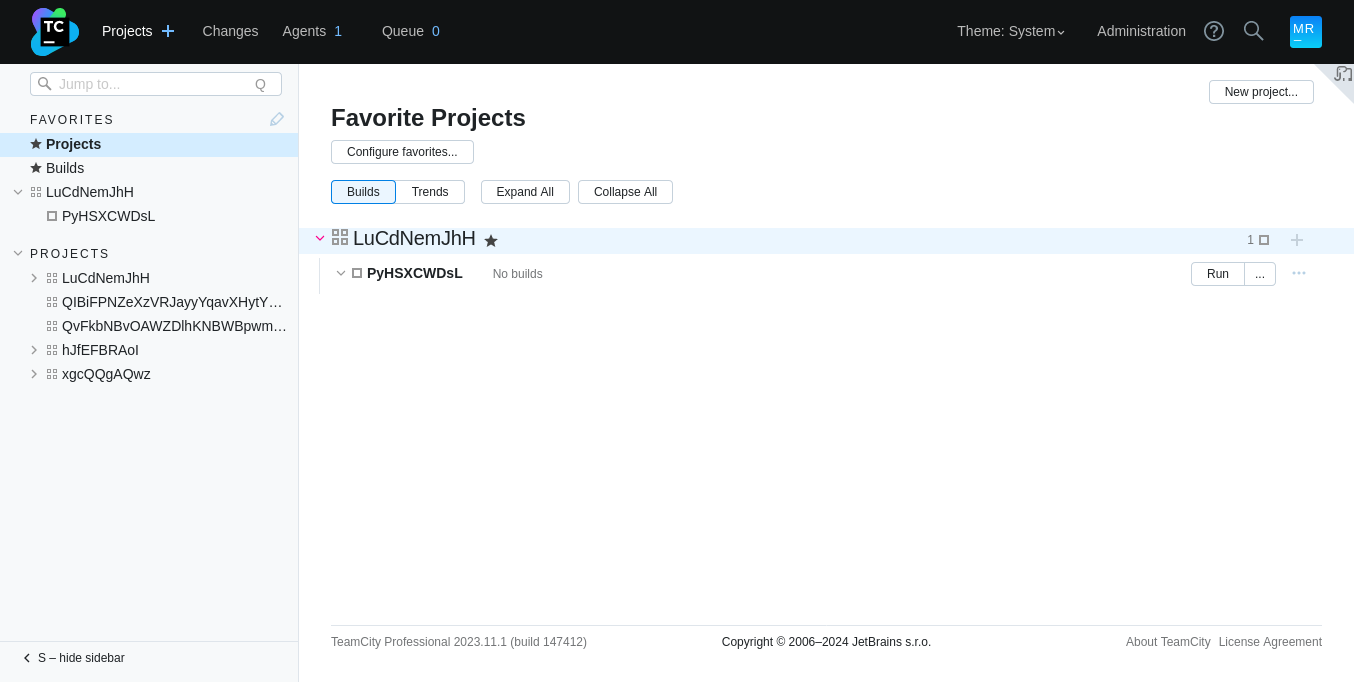 TC Projects Changes Agents 1 Queue 0 Theme: System Administration MR
Jump to... Q
New project...
FAVORITES
Favorite Projects
Projects
Configure favorites...
Builds
Builds Trends Expand All Collapse All
LuCdNemJhH
PyHSXCWDsL
LuCdNemJhH 1
PROJECTS
PyHSXCWDsL No builds Run ...
LuCdNemJhH
QIBiFPNZeXzVRJayyYqavXHytY…
QvFkbNBvOAWZDlhKNBWBpwm…
hJfEFBRAoI
xgcQQgAQwz
TeamCity Professional 2023.11.1 (build 147412) Copyright © 2006–2024 JetBrains s.r.o. About TeamCity License Agreement
S – hide sidebar